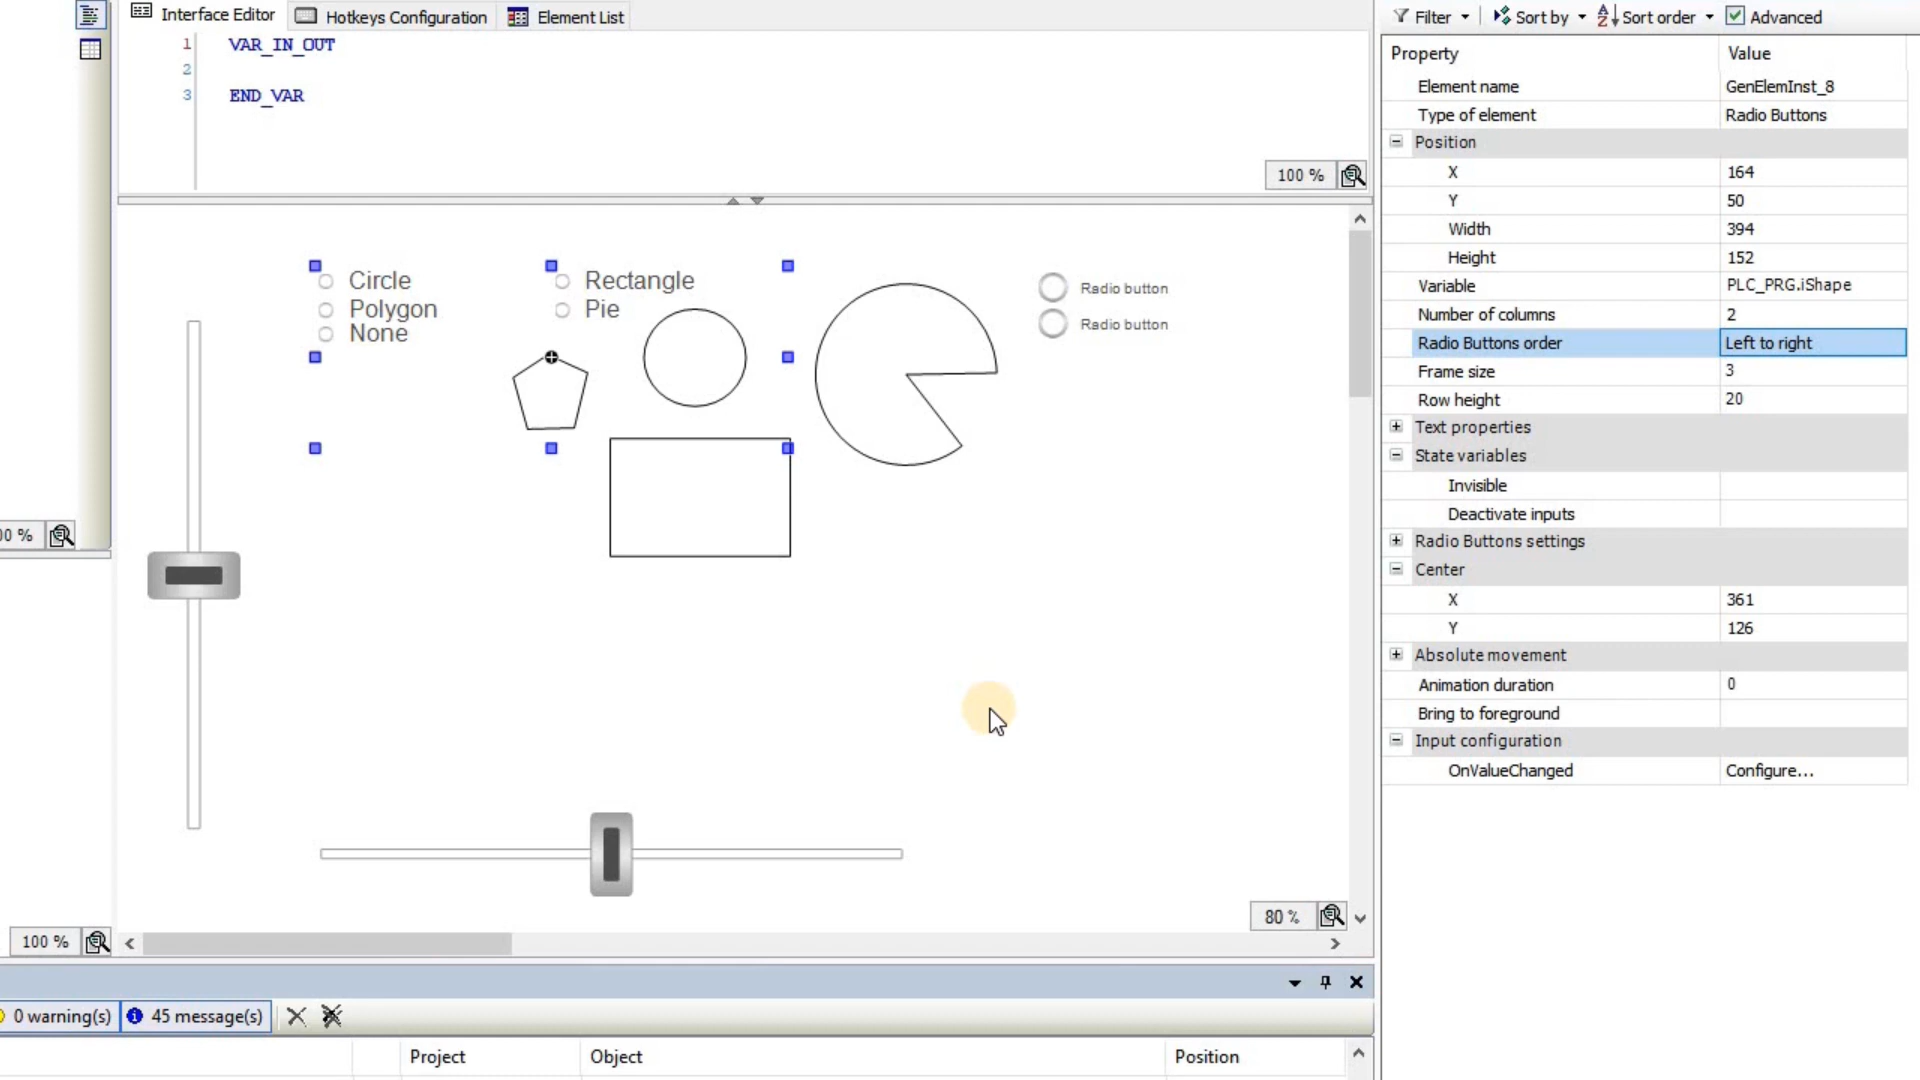 Interface Editor
Hotkeys Configuration
Element List
1 VAR_IN_OUT
2
3 END_VAR
100 %
Circle
Rectangle
Polygon
Pie
None
Radio button
Radio button
00 %
100 %
80 %
0 warning(s)
45 message(s)
Project
Object
Position
Filter
Sort by
Sort order
Advanced
Property Value
Element name GenElemInst_8
Type of element Radio Buttons
Position
X 164
Y 50
Width 394
Height 152
Variable PLC_PRG.iShape
Number of columns 2
Radio Buttons order Left to right
Frame size 3
Row height 20
Text properties
State variables
Invisible
Deactivate inputs
Radio Buttons settings
Center
X 361
Y 126
Absolute movement
Animation duration 0
Bring to foreground
Input configuration
OnValueChanged Configure...